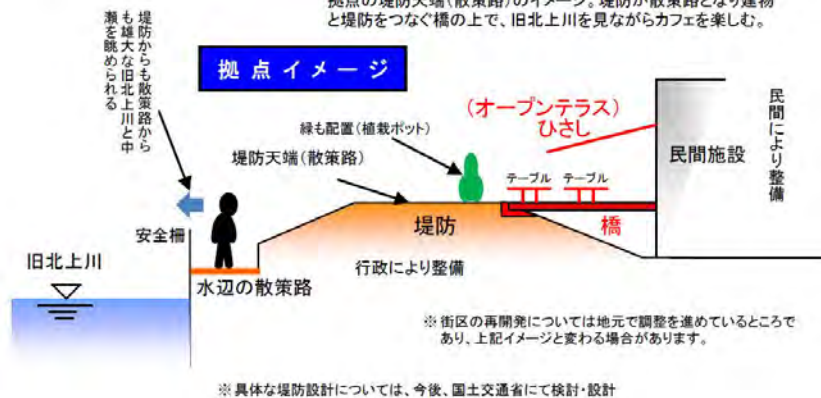 拠点の堤防天端(散策路)のイメージ。堤防が散策路となり建物
と堤防をつなぐ橋の上で、旧北上川を見ながらカフェを楽しむ。
堤防からも散策路から
も雄大な旧北上川と中
瀬を眺められる
拠点イメージ
(オープンテラス)
ひさし
民間により整備
緑も配置(植栽ポット)
民間施設
堤防天端(散策路)
テーブル
テーブル
安全柵
堤防
橋
旧北上川
行政により整備
水辺の散策路
※街区の再開発については地元で調整を進めているところで
あり、上記イメージと変わる場合があります。
※具体的な堤防設計については、今後、国土交通省にて検討・設計